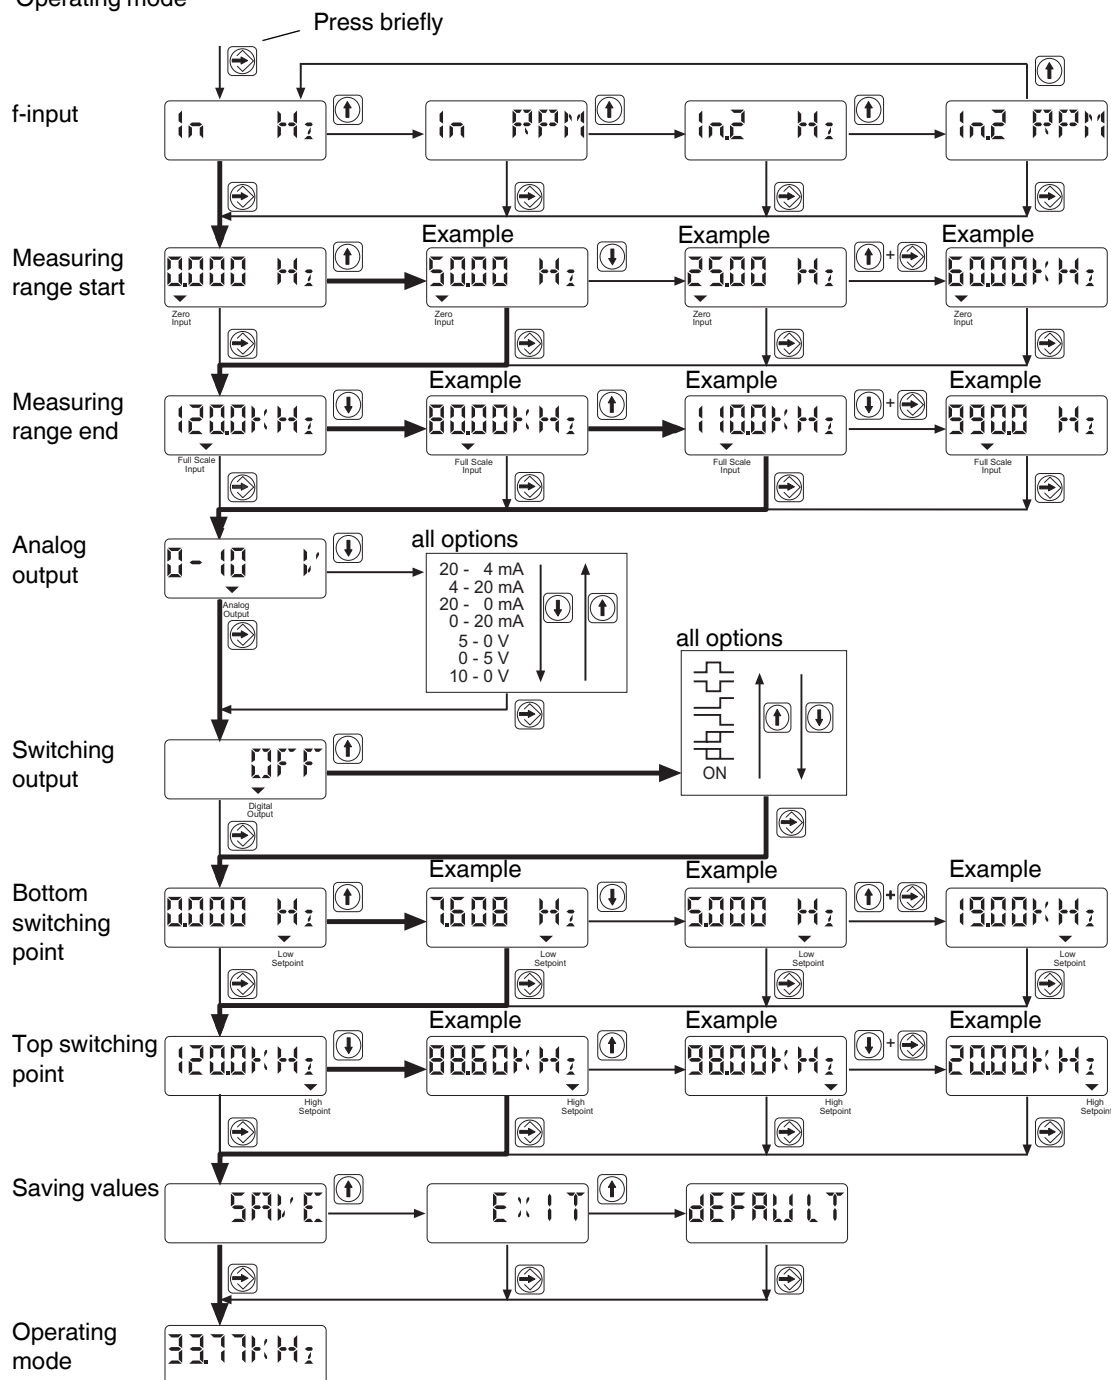 Operating mode
Press briefly
f-input
In Hz
In RPM
In.2 Hz
In.2 RPM
Measuring
range start
Example
Example
Example
0.000 Hz
50.00 Hz
25.00 Hz
+
60.00kHz
Zero
Input
Zero
Input
Zero
Input
Zero
Input
Measuring
range end
Example
Example
Example
120.0kHz
80.00kHz
110.0kHz
+
990.0 Hz
Full Scale
Input
Full Scale
Input
Full Scale
Input
Full Scale
Input
Analog
output
0-10 V
Analog
Output
all options
20 - 4 mA
4 - 20 mA
20 - 0 mA
0 - 20 mA
5 - 0 V
0 - 5 V
10 - 0 V
all options
ON
Switching
output
OFF
Digital
Output
Bottom
switching
point
Example
Example
Example
0.000 Hz
7.608 Hz
5.000 Hz
+
19.00kHz
Low
Setpoint
Low
Setpoint
Low
Setpoint
Low
Setpoint
Top switching
point
Example
Example
Example
120.0kHz
88.60kHz
98.00kHz
+
20.00kHz
High
Setpoint
High
Setpoint
High
Setpoint
High
Setpoint
Saving values
SAVE
EXIT
dEFAULT
Operating
mode
33.77kHz